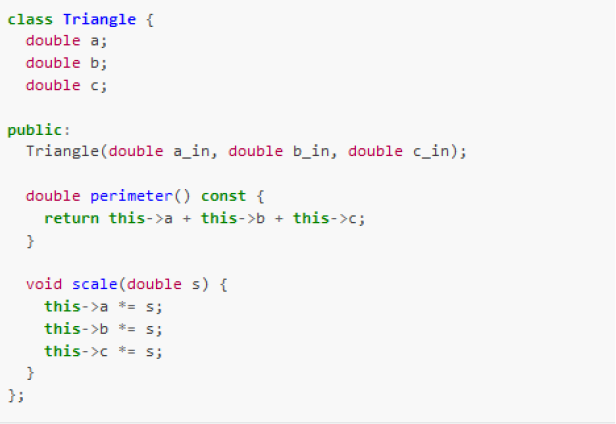 class Triangle {
  double a;
  double b;
  double c;

public:
  Triangle(double a_in, double b_in, double c_in);

  double perimeter() const {
    return this->a + this->b + this->c;
  }

  void scale(double s) {
    this->a *= s;
    this->b *= s;
    this->c *= s;
  }
};